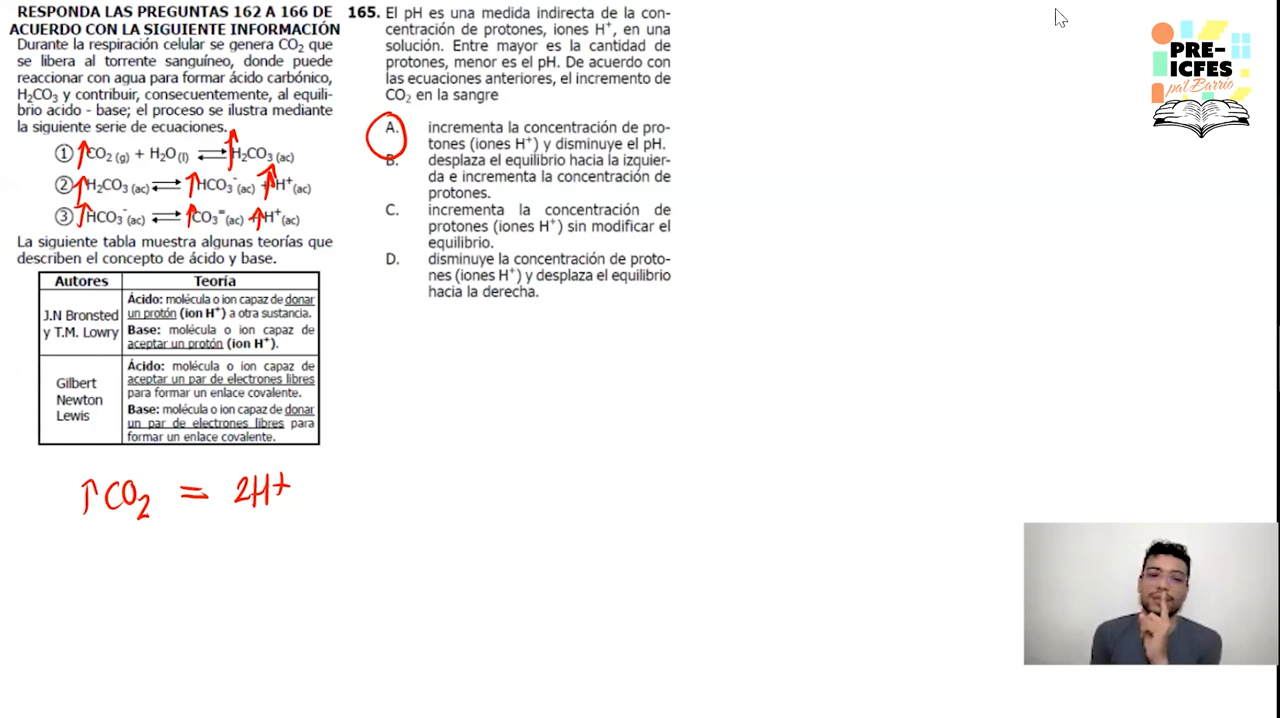 RESPONDA LAS PREGUNTAS 162 A 166 DE
ACUERDO CON LA SIGUIENTE INFORMACIÓN
Durante la respiración celular se genera CO₂ que
se libera al torrente sanguíneo, donde puede
reaccionar con agua para formar ácido carbónico,
H₂CO₃ y contribuir, consecuentemente, al equili-
brio acido - base; el proceso se ilustra mediante
la siguiente serie de ecuaciones.
① ↑CO₂ (g) + H₂O (l) ⇌ ↑H₂CO₃ (ac)
② ↑H₂CO₃ (ac) ⇌ ↑HCO₃⁻ (ac) + ↑H⁺ (ac)
③ ↑HCO₃⁻ (ac) ⇌ ↑CO₃⁼ (ac) + ↑H⁺ (ac)
La siguiente tabla muestra algunas teorías que
describen el concepto de ácido y base.
Autores Teoría
J.N Bronsted
y T.M. Lowry
Ácido: molécula o ion capaz de donar
un protón (ion H⁺) a otra sustancia.
Base: molécula o ion capaz de
aceptar un protón (ion H⁺).
Gilbert
Newton
Lewis
Ácido: molécula o ion capaz de
aceptar un par de electrones libres
para formar un enlace covalente.
Base: molécula o ion capaz de donar
un par de electrones libres para
formar un enlace covalente.
↑CO₂ = 2H+
165. El pH es una medida indirecta de la con-
centración de protones, iones H⁺, en una
solución. Entre mayor es la cantidad de
protones, menor es el pH. De acuerdo con
las ecuaciones anteriores, el incremento de
CO₂ en la sangre
A. incrementa la concentración de pro-
tones (iones H⁺) y disminuye el pH.
B. desplaza el equilibrio hacia la izquier-
da e incrementa la concentración de
protones.
C. incrementa la concentración de
protones (iones H⁺) sin modificar el
equilibrio.
D. disminuye la concentración de proto-
nes (iones H⁺) y desplaza el equilibrio
hacia la derecha.
PRE-
ICFES
pa'l Barrio